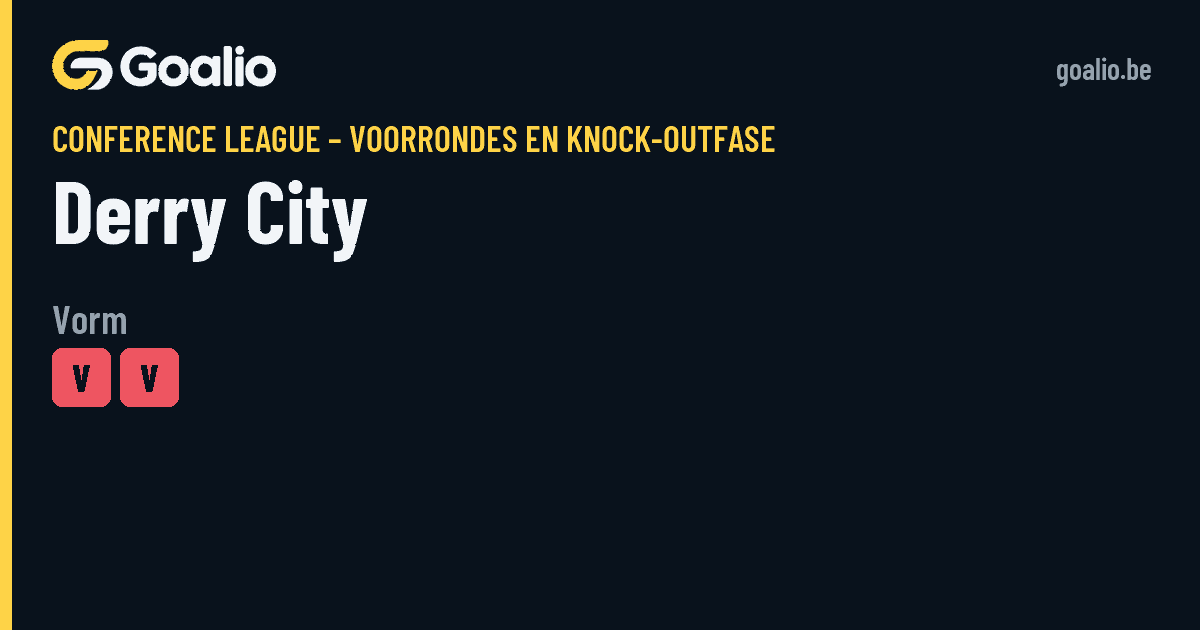 Goalio
goalio.be
CONFERENCE LEAGUE – VOORRONDES EN KNOCK-OUTFASE
Derry City
Vorm
V V